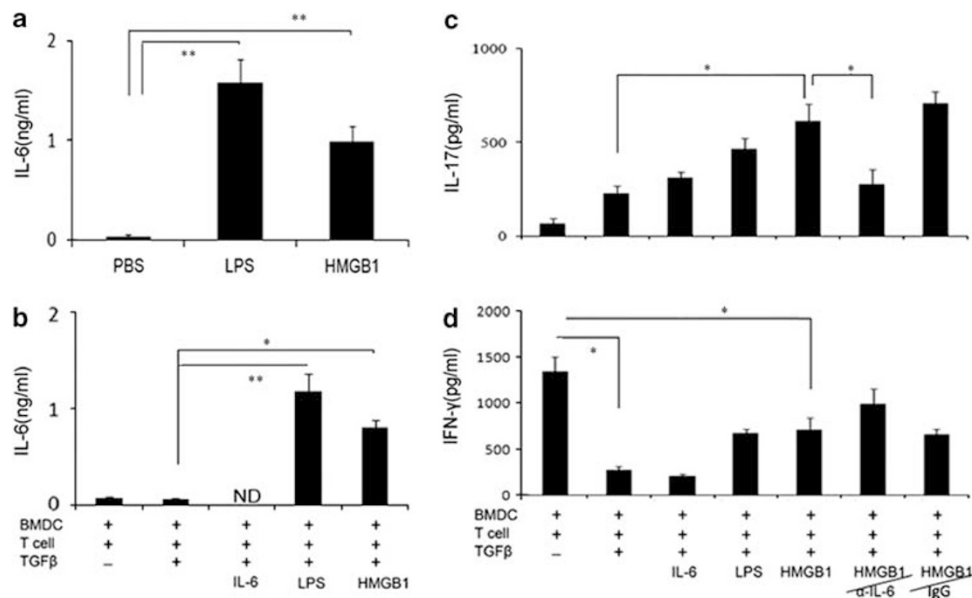 a
IL-6(ng/ml)
2
1
0
**
**
PBS LPS HMGB1
b
IL-6(ng/ml)
2
1
0
*
**
ND
BMDC + + + + +
T cell + + + + +
TGFβ − + + + +
IL-6 LPS HMGB1
c
IL-17(pg/ml)
1000
500
0
* *
d
IFN-γ(pg/ml)
2000
1500
1000
500
0
*
*
BMDC + + + + + + +
T cell + + + + + + +
TGFβ − + + + + + +
IL-6 LPS HMGB1 HMGB1 HMGB1
α-IL-6 IgG